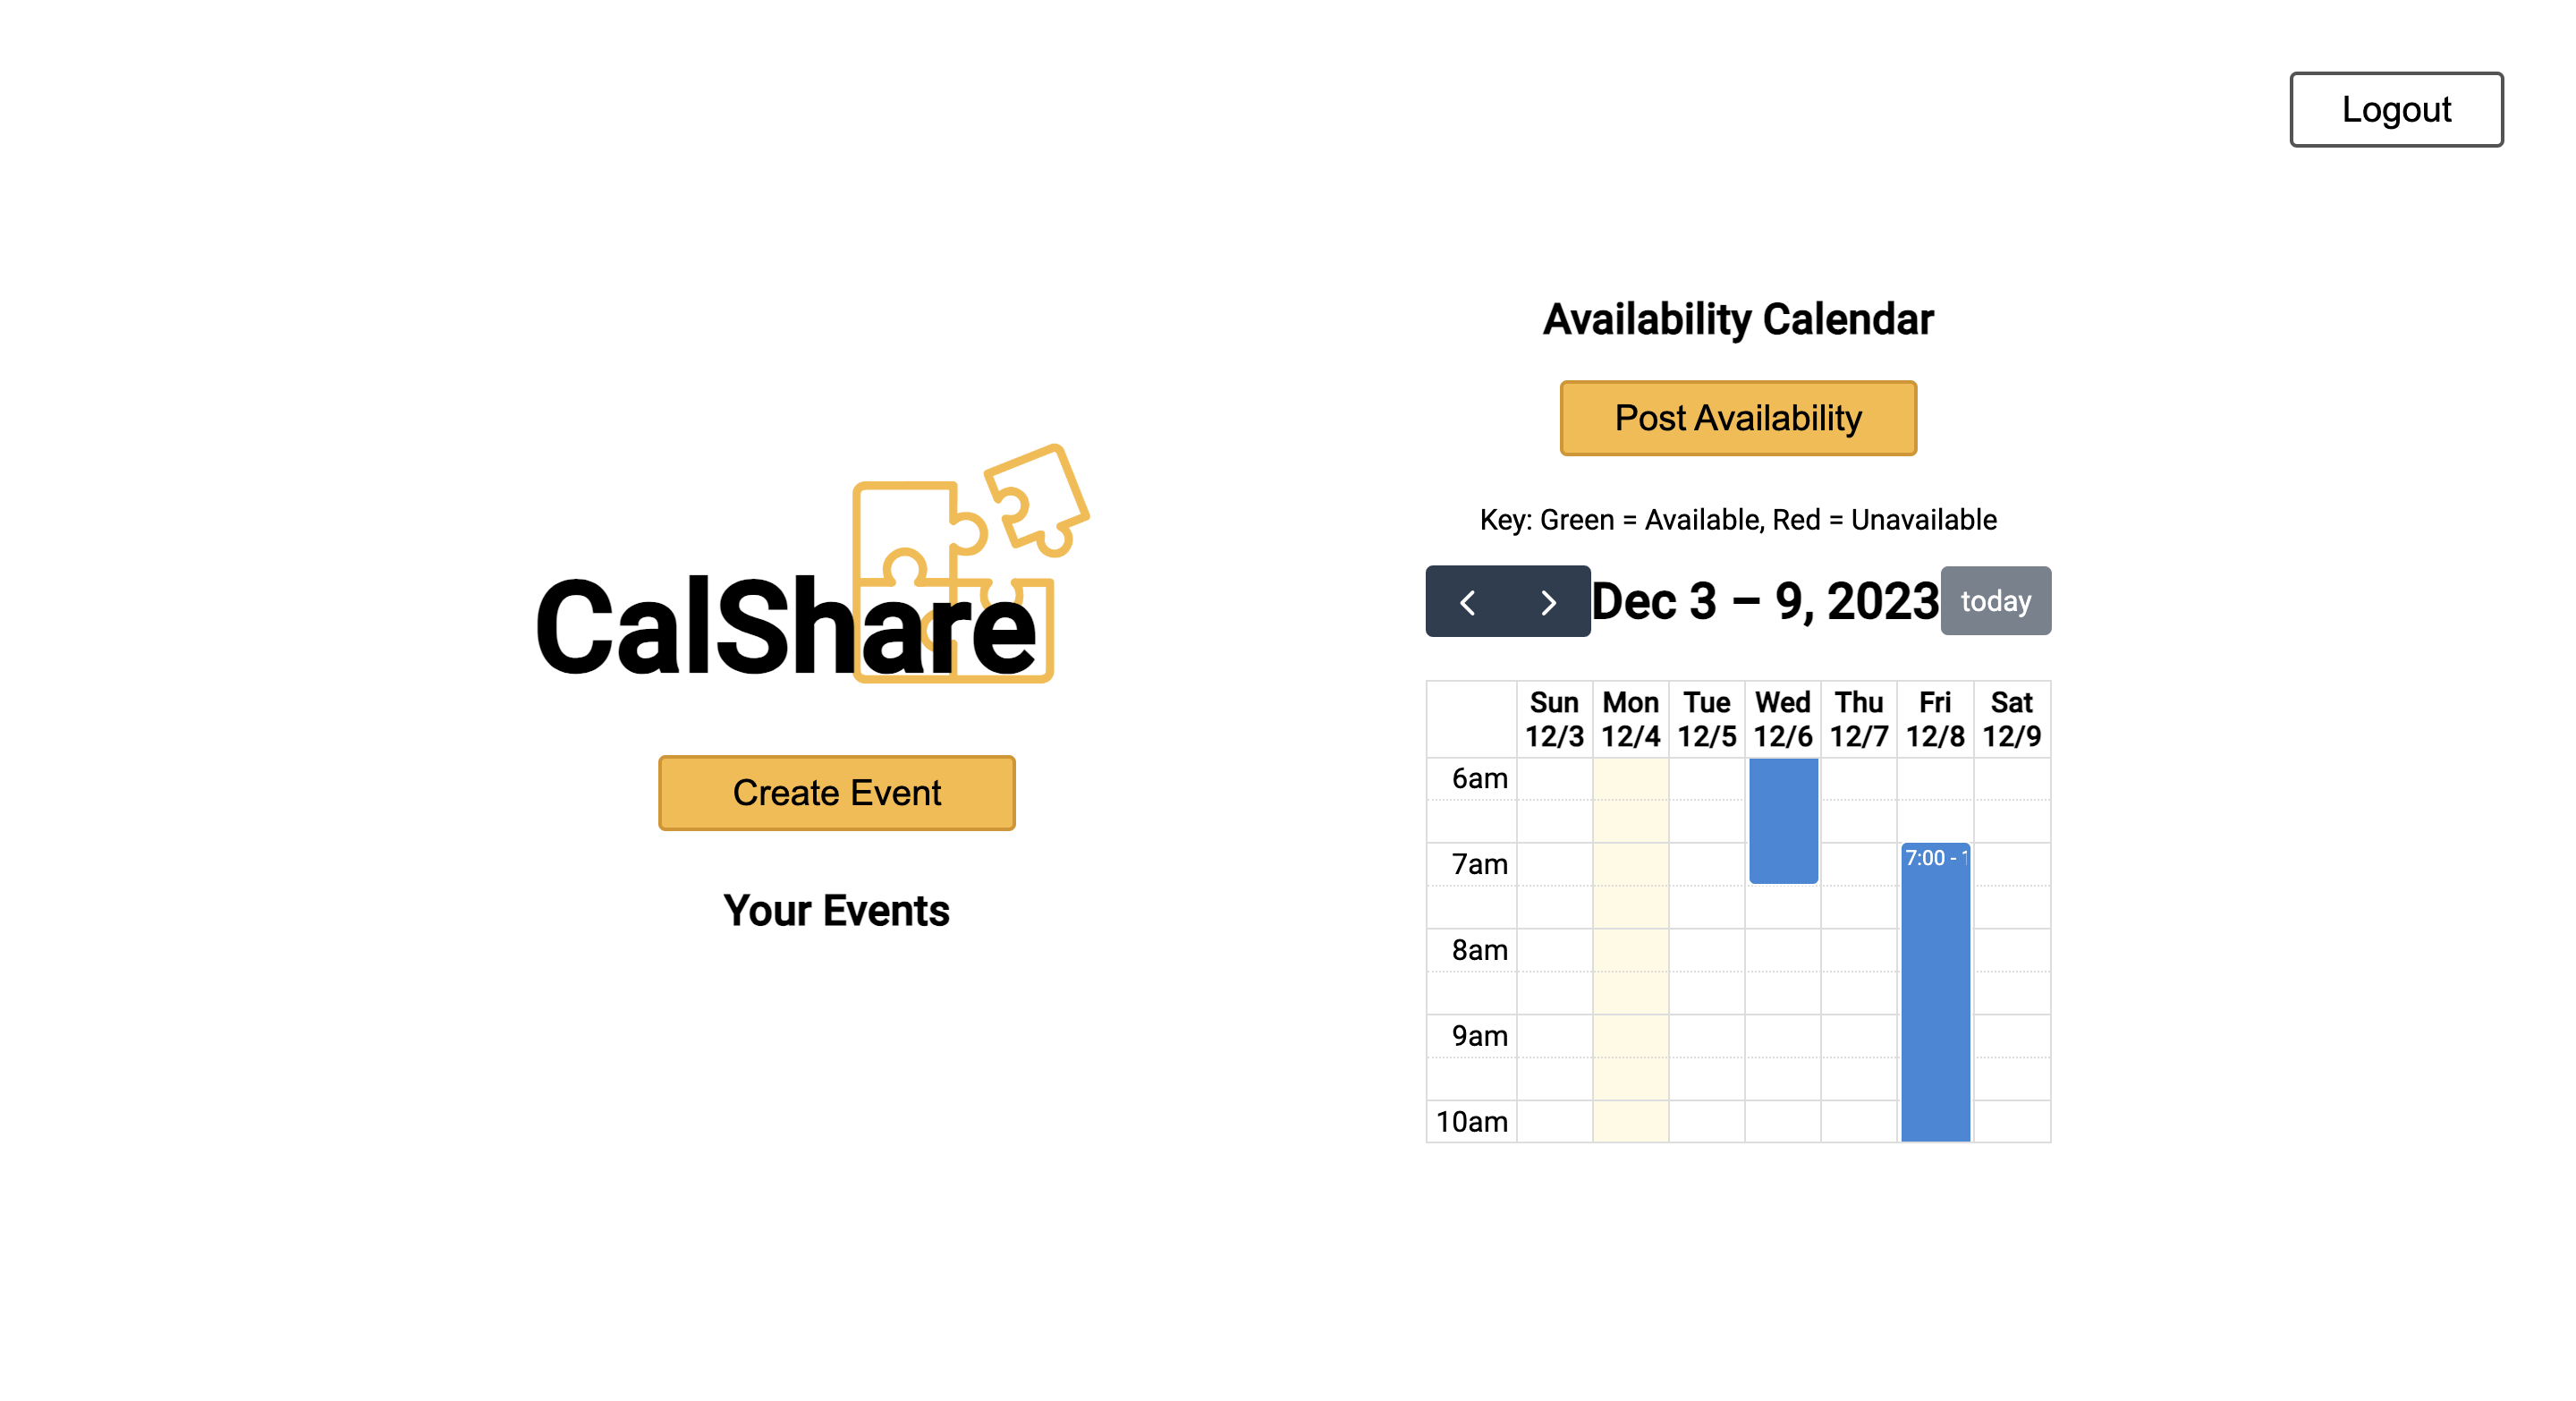 Logout
CalShare
Create Event
Your Events
Availability Calendar
Post Availability
Key: Green = Available, Red = Unavailable
Dec 3 – 9, 2023 today
Sun Mon Tue Wed Thu Fri Sat
12/3 12/4 12/5 12/6 12/7 12/8 12/9
6am
7:00 -
7am
8am
9am
10am